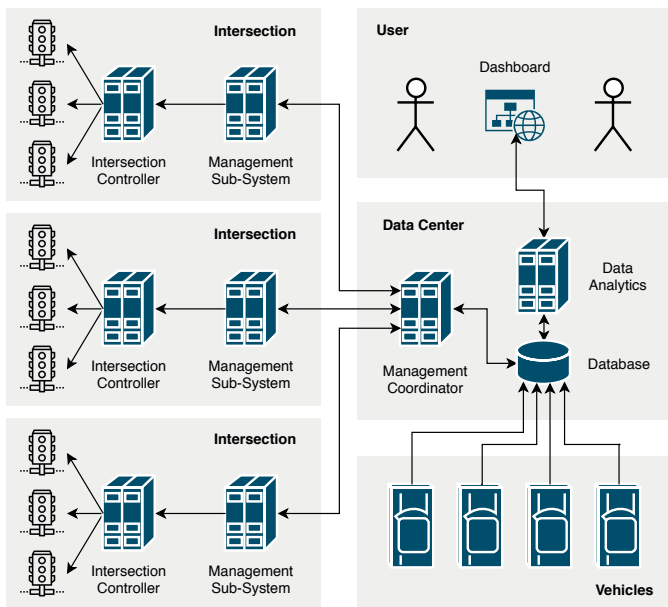 Intersection
Intersection
Controller
Management
Sub-System
Intersection
Intersection
Controller
Management
Sub-System
Intersection
Intersection
Controller
Management
Sub-System
User
Dashboard
Data Center
Data
Analytics
Management
Coordinator
Database
Vehicles